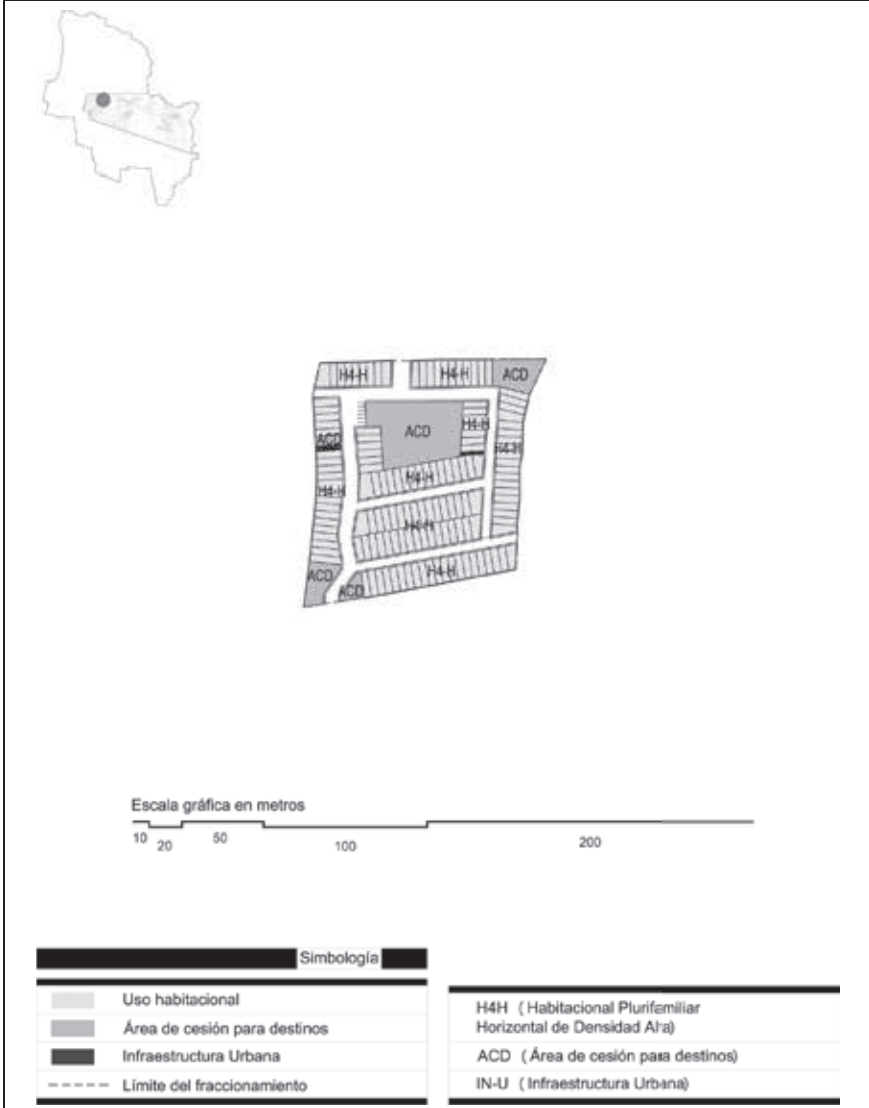 H4-H
H4-H
ACD
ACD
H4-H
ACD
H4-H
H4-H
H4-H
H4-H
ACD
H4-H
ACD
Escala gráfica en metros
10 20 50 100 200
Simbología
Uso habitacional
Área de cesión para destinos
Infraestructura Urbana
Límite del fraccionamiento
H4H ( Habitacional Plurifamiliar
Horizontal de Densidad Alta)
ACD ( Área de cesión para destinos)
IN-U ( Infraestructura Urbana)